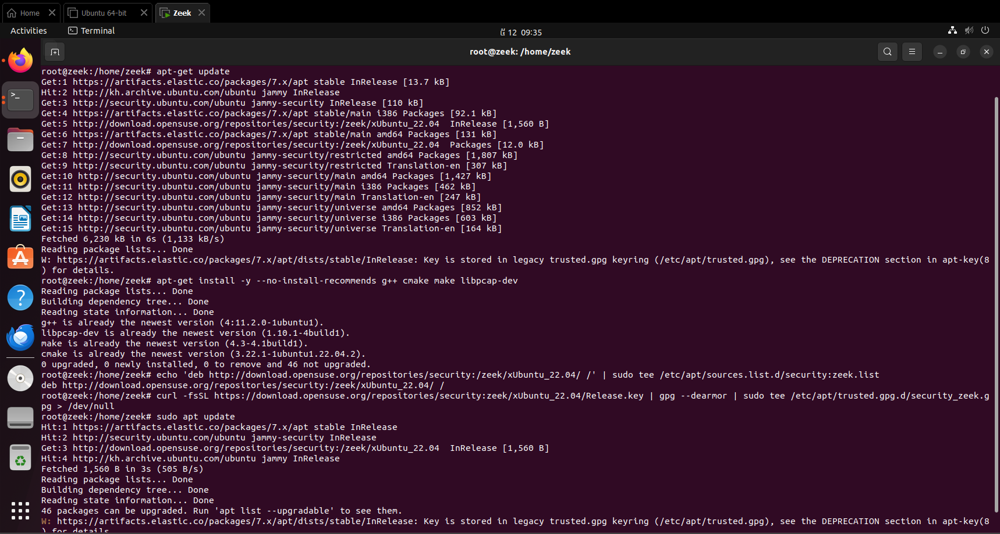 Home
Ubuntu 64-bit
Zeek
Activities
Terminal
មី 12 09:35
root@zeek: /home/zeek
root@zeek:/home/zeek# apt-get update
Get:1 https://artifacts.elastic.co/packages/7.x/apt stable InRelease [13.7 kB]
Hit:2 http://kh.archive.ubuntu.com/ubuntu jammy InRelease
Get:3 http://security.ubuntu.com/ubuntu jammy-security InRelease [110 kB]
Get:4 https://artifacts.elastic.co/packages/7.x/apt stable/main i386 Packages [92.1 kB]
Get:5 http://download.opensuse.org/repositories/security:/zeek/xUbuntu_22.04  InRelease [1,560 B]
Get:6 https://artifacts.elastic.co/packages/7.x/apt stable/main amd64 Packages [131 kB]
Get:7 http://download.opensuse.org/repositories/security:/zeek/xUbuntu_22.04  Packages [12.0 kB]
Get:8 http://security.ubuntu.com/ubuntu jammy-security/restricted amd64 Packages [1,807 kB]
Get:9 http://security.ubuntu.com/ubuntu jammy-security/restricted Translation-en [307 kB]
Get:10 http://security.ubuntu.com/ubuntu jammy-security/main amd64 Packages [1,427 kB]
Get:11 http://security.ubuntu.com/ubuntu jammy-security/main i386 Packages [462 kB]
Get:12 http://security.ubuntu.com/ubuntu jammy-security/main Translation-en [247 kB]
Get:13 http://security.ubuntu.com/ubuntu jammy-security/universe amd64 Packages [852 kB]
Get:14 http://security.ubuntu.com/ubuntu jammy-security/universe i386 Packages [603 kB]
Get:15 http://security.ubuntu.com/ubuntu jammy-security/universe Translation-en [164 kB]
Fetched 6,230 kB in 6s (1,133 kB/s)
Reading package lists... Done
W: https://artifacts.elastic.co/packages/7.x/apt/dists/stable/InRelease: Key is stored in legacy trusted.gpg keyring (/etc/apt/trusted.gpg), see the DEPRECATION section in apt-key(8
) for details.
root@zeek:/home/zeek# apt-get install -y --no-install-recommends g++ cmake make libpcap-dev
Reading package lists... Done
Building dependency tree... Done
Reading state information... Done
g++ is already the newest version (4:11.2.0-1ubuntu1).
libpcap-dev is already the newest version (1.10.1-4build1).
make is already the newest version (4.3-4.1build1).
cmake is already the newest version (3.22.1-1ubuntu1.22.04.2).
0 upgraded, 0 newly installed, 0 to remove and 46 not upgraded.
root@zeek:/home/zeek# echo 'deb http://download.opensuse.org/repositories/security:/zeek/xUbuntu_22.04/ /' | sudo tee /etc/apt/sources.list.d/security:zeek.list
deb http://download.opensuse.org/repositories/security:/zeek/xUbuntu_22.04/ /
root@zeek:/home/zeek# curl -fsSL https://download.opensuse.org/repositories/security:zeek/xUbuntu_22.04/Release.key | gpg --dearmor | sudo tee /etc/apt/trusted.gpg.d/security_zeek.g
pg > /dev/null
root@zeek:/home/zeek# sudo apt update
Hit:1 https://artifacts.elastic.co/packages/7.x/apt stable InRelease
Hit:2 http://security.ubuntu.com/ubuntu jammy-security InRelease
Get:3 http://download.opensuse.org/repositories/security:/zeek/xUbuntu_22.04  InRelease [1,560 B]
Hit:4 http://kh.archive.ubuntu.com/ubuntu jammy InRelease
Fetched 1,560 B in 3s (505 B/s)
Reading package lists... Done
Building dependency tree... Done
Reading state information... Done
46 packages can be upgraded. Run 'apt list --upgradable' to see them.
W: https://artifacts.elastic.co/packages/7.x/apt/dists/stable/InRelease: Key is stored in legacy trusted.gpg keyring (/etc/apt/trusted.gpg), see the DEPRECATION section in apt-key(8
) for details.